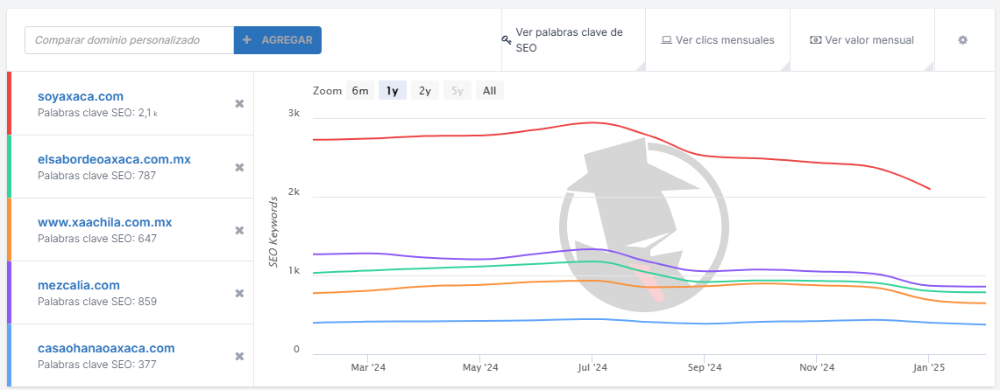 Comparar dominio personalizado
+ AGREGAR
Ver palabras clave de
SEO
Ver clics mensuales
Ver valor mensual
soyaxaca.com
Palabras clave SEO: 2,1 k
elsabordeoaxaca.com.mx
Palabras clave SEO: 787
www.xaachila.com.mx
Palabras clave SEO: 647
mezcalia.com
Palabras clave SEO: 859
casaohanaoaxaca.com
Palabras clave SEO: 377
Zoom 6m 1y 2y 5y All
SEO Keywords
3k
2k
1k
0
Mar '24 May '24 Jul '24 Sep '24 Nov '24 Jan '25